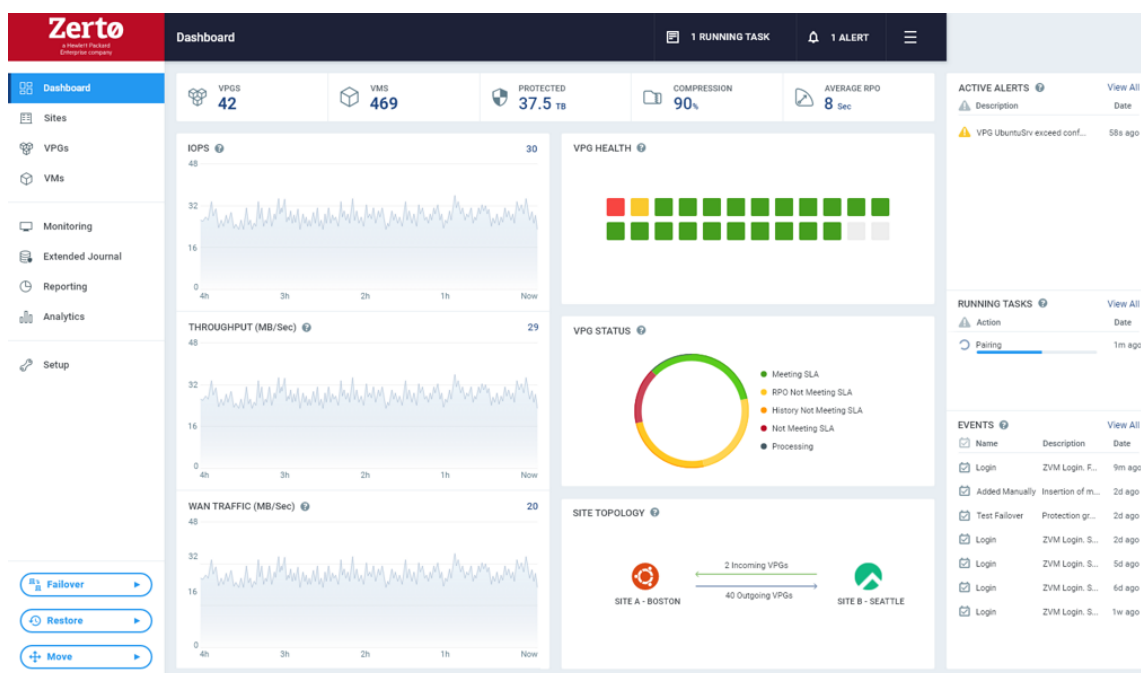 Zerto
a Hewlett Packard
Enterprise company
Dashboard
1 RUNNING TASK
1 ALERT
Dashboard
Sites
VPGs
VMs
Monitoring
Extended Journal
Reporting
Analytics
Setup
Failover
Restore
Move
VPGS
42
VMS
469
PROTECTED
37.5 TB
COMPRESSION
90%
AVERAGE RPO
8 Sec
IOPS
30
48
32
16
0
4h 3h 2h 1h Now
THROUGHPUT (MB/Sec)
29
48
32
16
0
4h 3h 2h 1h Now
WAN TRAFFIC (MB/Sec)
20
48
32
16
0
4h 3h 2h 1h Now
VPG HEALTH
VPG STATUS
Meeting SLA
RPO Not Meeting SLA
History Not Meeting SLA
Not Meeting SLA
Processing
SITE TOPOLOGY
2 Incoming VPGs
40 Outgoing VPGs
SITE A - BOSTON
SITE B - SEATTLE
ACTIVE ALERTS View All
Description Date
VPG UbuntuSrv exceed conf... 58s ago
RUNNING TASKS View All
Action Date
Pairing 1m ago
EVENTS View All
Name Description Date
Login ZVM Login. F... 9m ago
Added Manually Insertion of m... 2d ago
Test Failover Protection gr... 2d ago
Login ZVM Login. S... 2d ago
Login ZVM Login. S... 5d ago
Login ZVM Login. S... 6d ago
Login ZVM Login. S... 1w ago